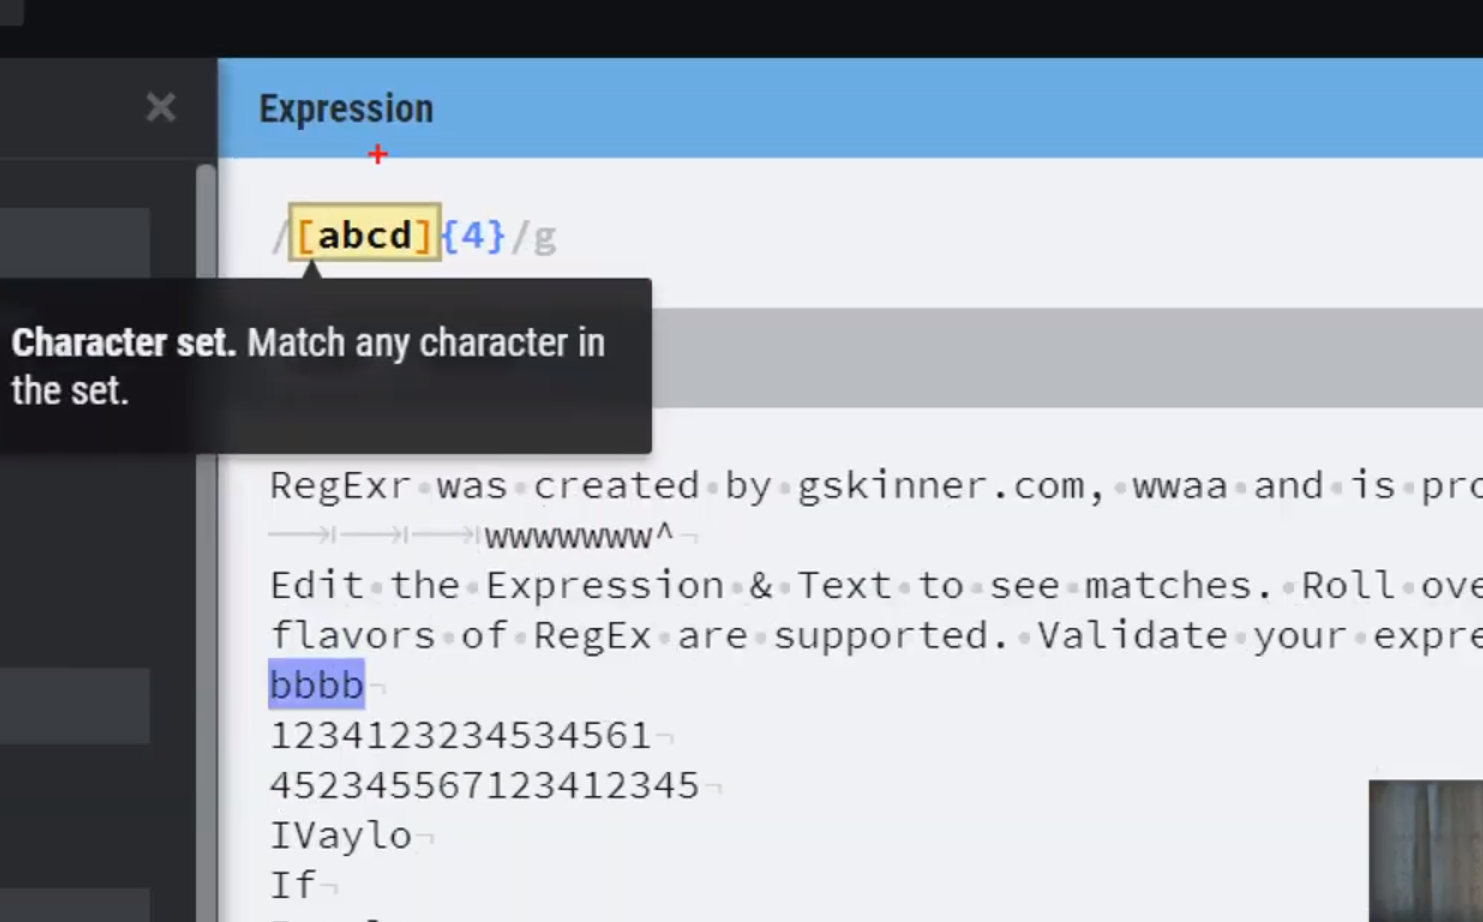 Expression
/[abcd]{4}/g
Character set. Match any character in
the set.
RegExr was created by gskinner.com, wwaa and is pro
wwwwwww^
Edit the Expression & Text to see matches. Roll ove
flavors of RegEx are supported. Validate your expre
bbbb
1234123234534561
452345567123412345
IVaylo
If